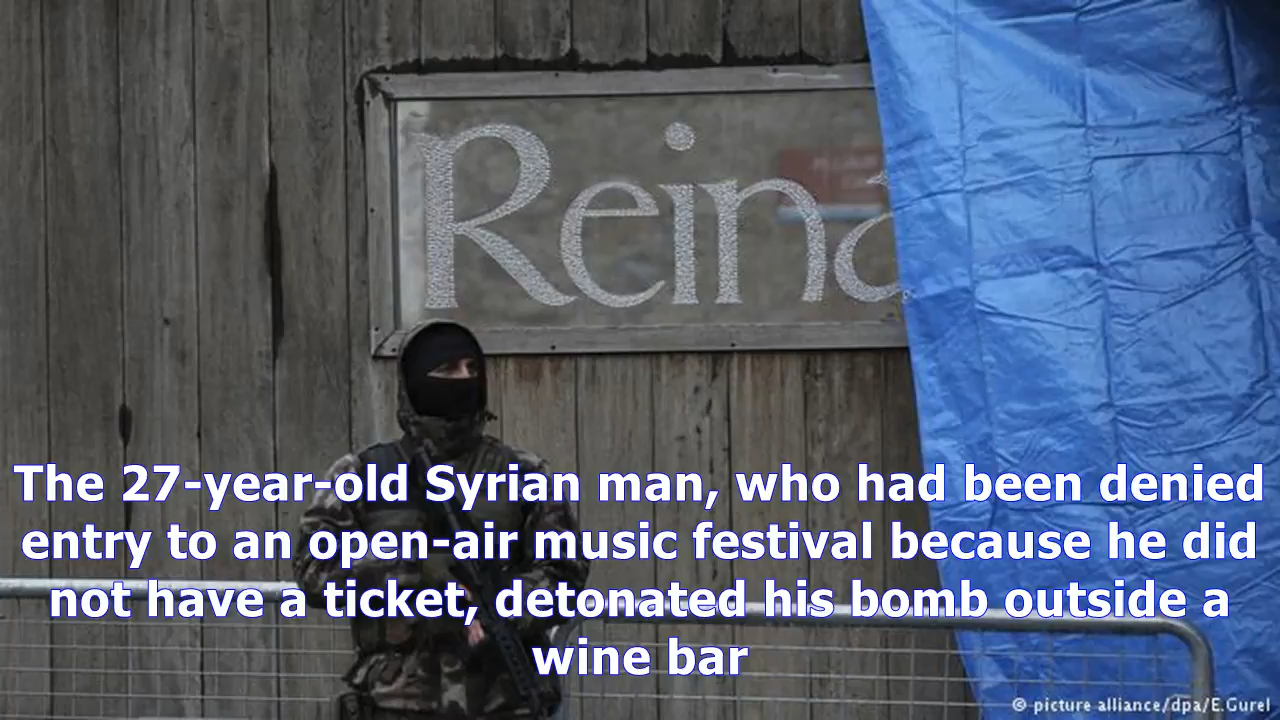 Reina
The 27-year-old Syrian man, who had been denied
entry to an open-air music festival because he did
not have a ticket, detonated his bomb outside a
wine bar
© picture alliance/dpa/E.Gurel